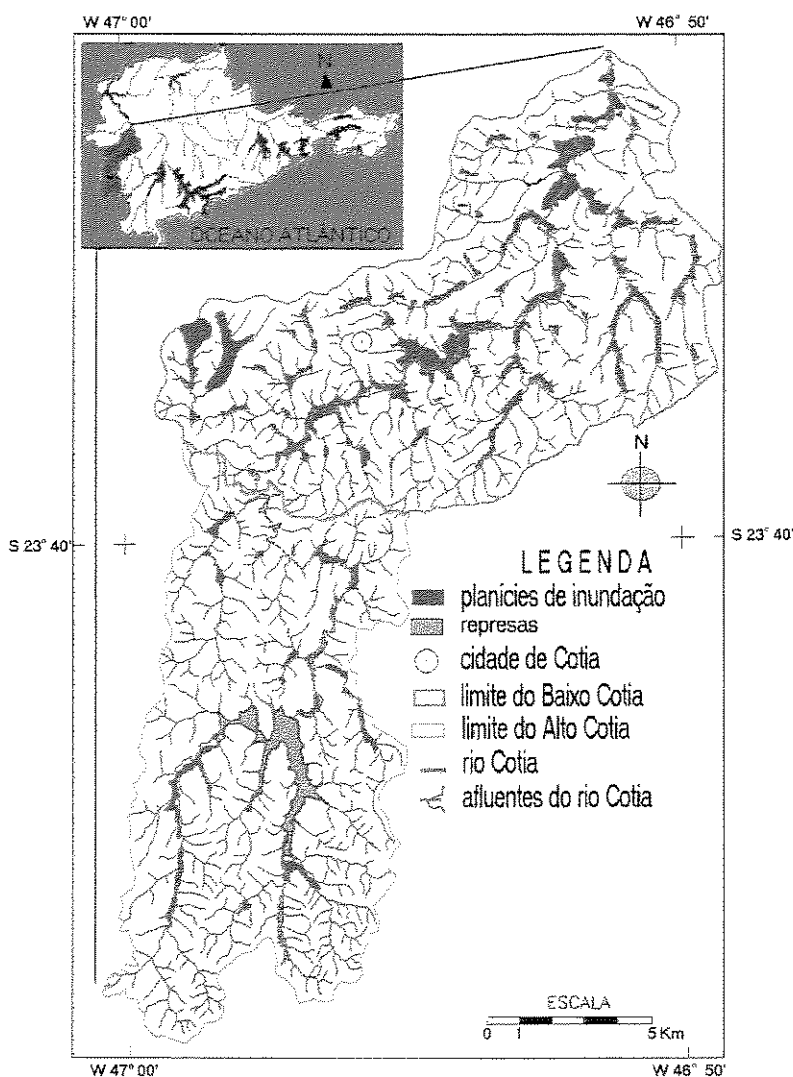 W 47° 00'
W 46° 50'
N
OCEANO ATLÂNTICO
N
S 23° 40'
S 23° 40'
LEGENDA
planícies de inundação
represas
cidade de Cotia
limite do Baixo Cotia
limite do Alto Cotia
rio Cotia
afluentes do rio Cotia
ESCALA
0 1 5 Km
W 47° 00'
W 46° 50'